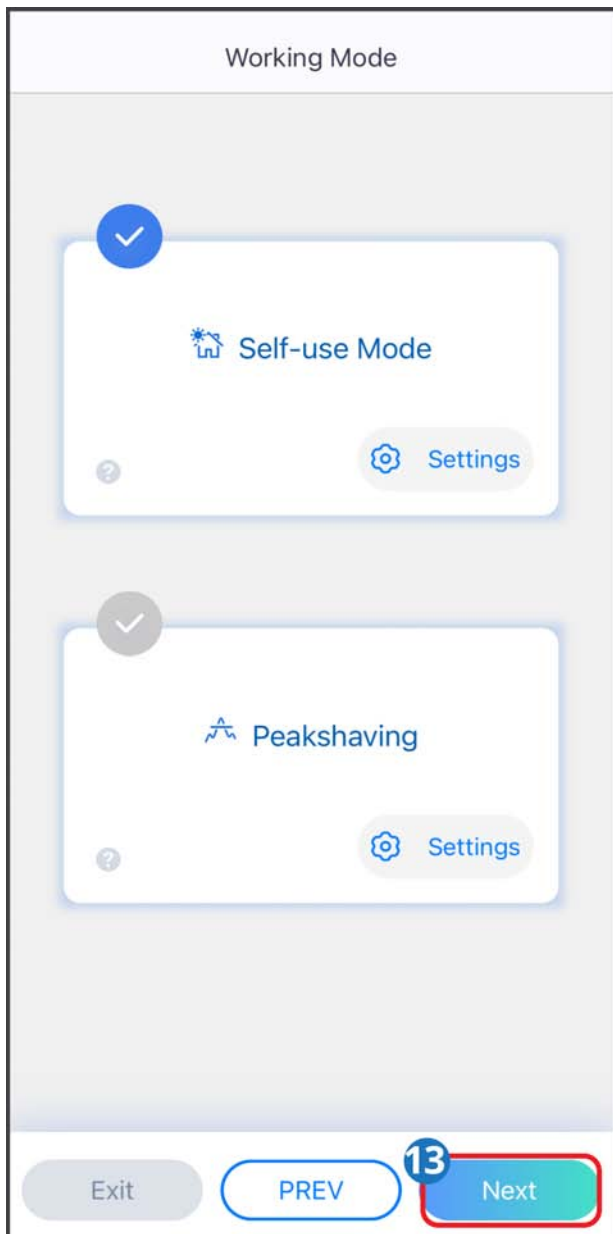 Working Mode
Self-use Mode
?
Settings
Peakshaving
?
Settings
13
Exit
PREV
Next